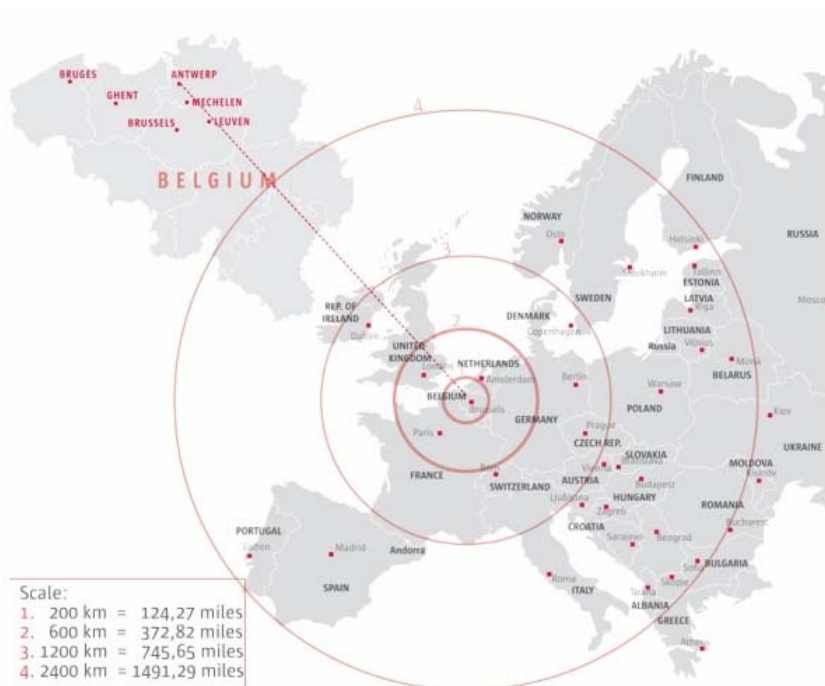 BRUGES
ANTWERP
GHENT
MECHELEN
BRUSSELS
LEUVEN
BELGIUM
4
FINLAND
NORWAY
Oslo
Helsinki
RUSSIA
3
Stockholm
Tallinn
ESTONIA
SWEDEN
LATVIA
Riga
Moscow
REP. OF
IRELAND
Dublin
DENMARK
Copenhagen
LITHUANIA
Vilnius
Russia
2
UNITED
KINGDOM
London
NETHERLANDS
Amsterdam
Berlin
Minsk
BELARUS
Warsaw
POLAND
BELGIUM
Brussels
GERMANY
Kiev
UKRAINE
Paris
Prague
CZECH REP.
SLOVAKIA
Bratislava
Vienna
MOLDOVA
Kisinov
FRANCE
Bern
SWITZERLAND
AUSTRIA
Budapest
HUNGARY
Ljubljana
Zagreb
ROMANIA
CROATIA
Bucharest
PORTUGAL
Lisbon
Madrid
Andorra
Sarajevo
Beograd
SPAIN
Sofia
BULGARIA
Roma
ITALY
Skopje
Tirana
ALBANIA
GREECE
Athens
Scale:
1. 200 km = 124,27 miles
2. 600 km = 372,82 miles
3. 1200 km = 745,65 miles
4. 2400 km = 1491,29 miles